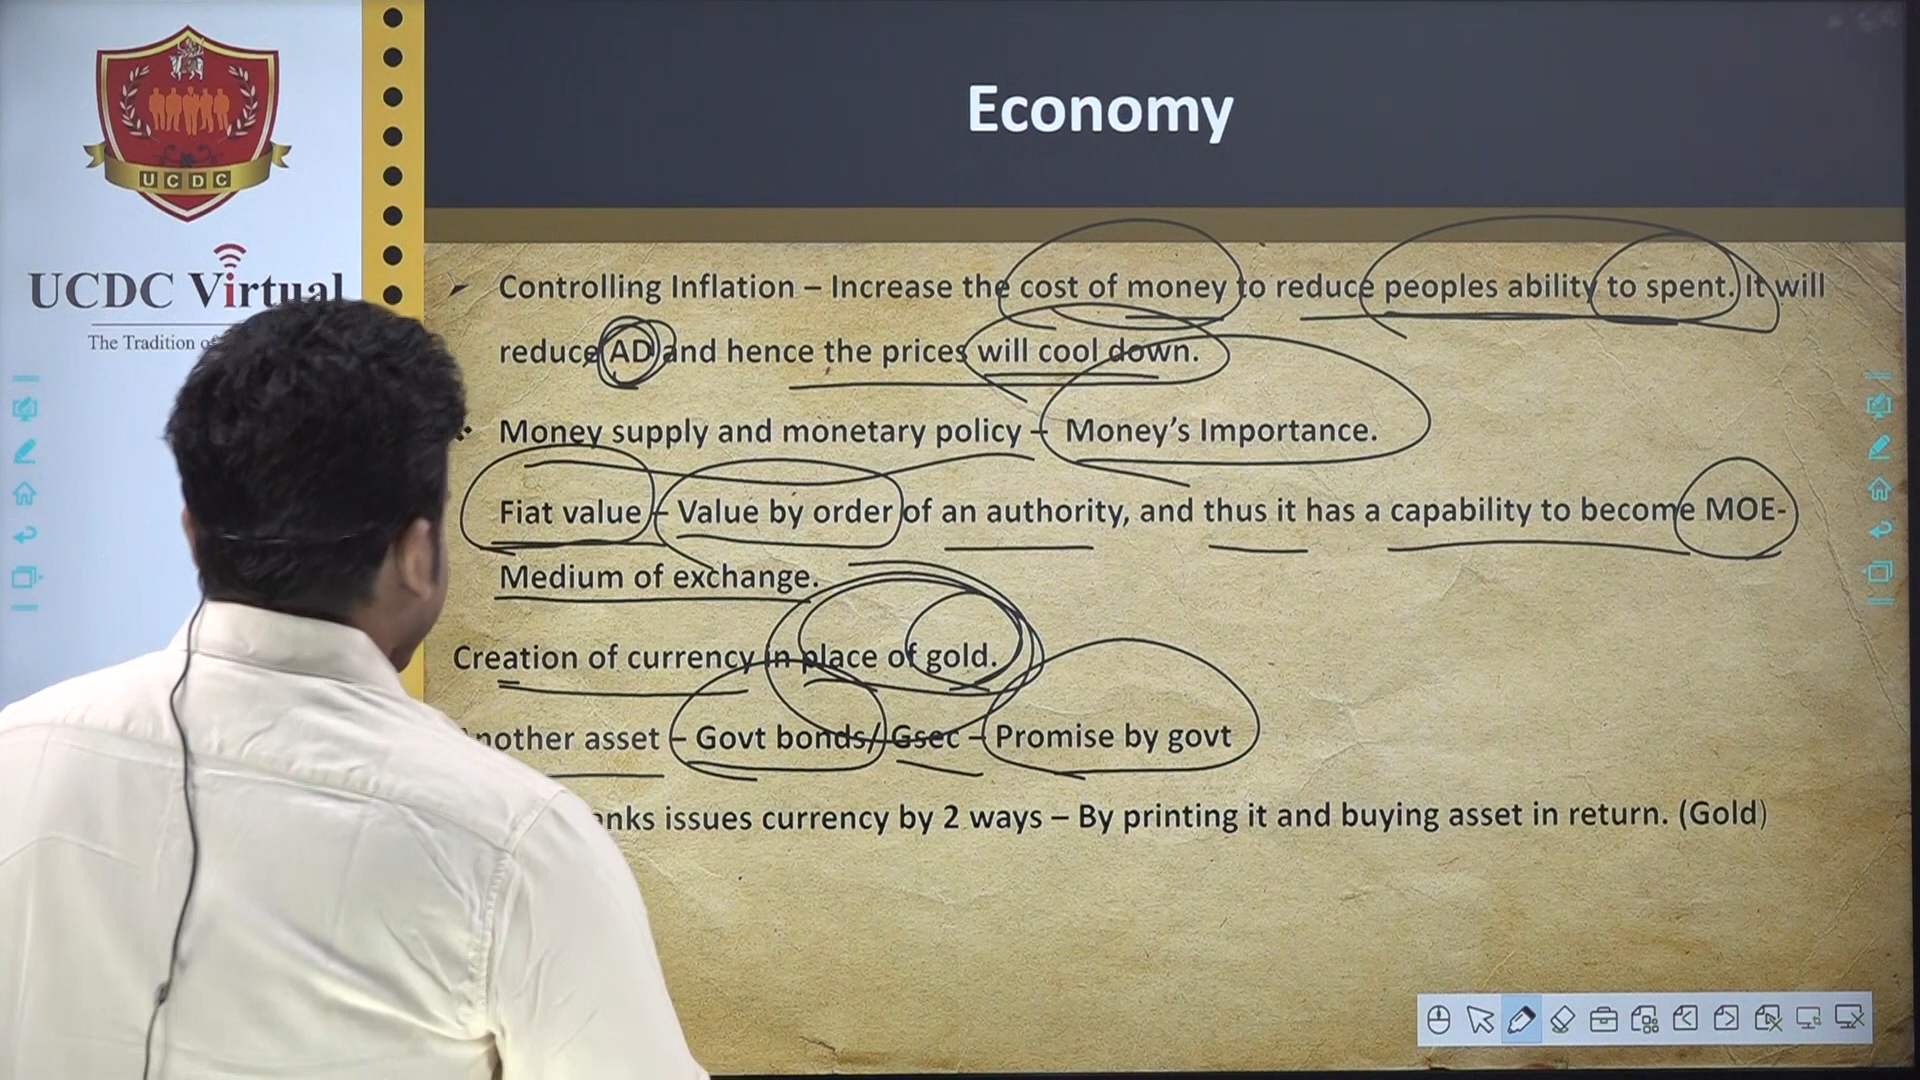 UCDC
UCDC Virtual
The Tradition
Economy
Controlling Inflation – Increase the cost of money to reduce peoples ability to spent. It will
reduce AD and hence the prices will cool down.
Money supply and monetary policy – Money's Importance.
Fiat value – Value by order of an authority, and thus it has a capability to become MOE-
Medium of exchange.
Creation of currency in place of gold.
nother asset – Govt bonds/ Gsec – Promise by govt
anks issues currency by 2 ways – By printing it and buying asset in return. (Gold)